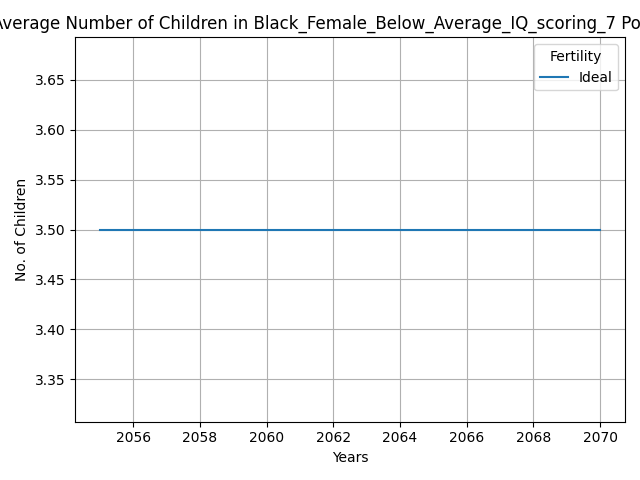 Average Number of Children in Black_Female_Below_Average_IQ_scoring_7 Po
Fertility
Ideal
3.65
3.60
3.55
3.50
3.45
3.40
3.35
No. of Children
2056 2058 2060 2062 2064 2066 2068 2070
Years